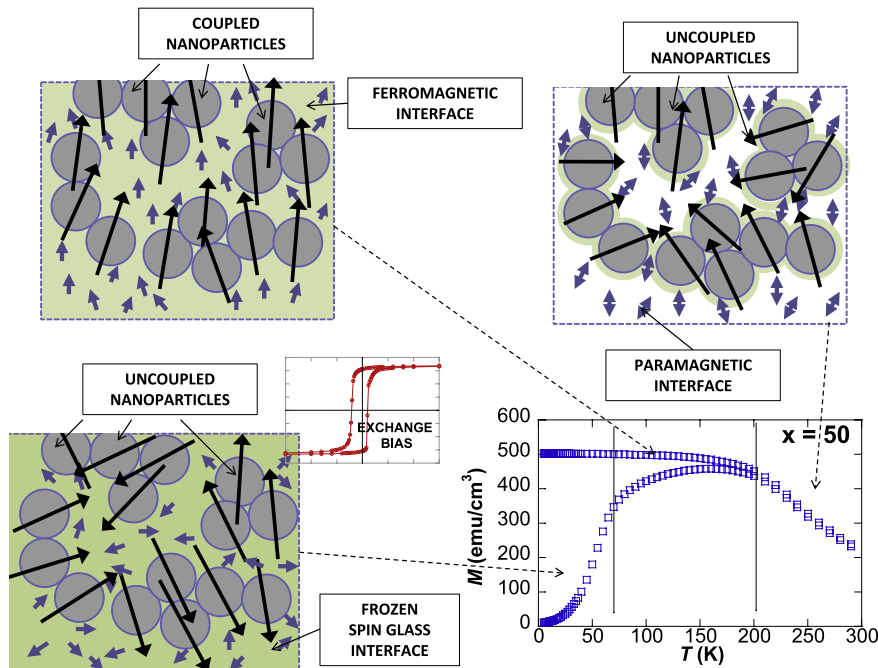 COUPLED
NANOPARTICLES
FERROMAGNETIC
INTERFACE
UNCOUPLED
NANOPARTICLES
PARAMAGNETIC
INTERFACE
UNCOUPLED
NANOPARTICLES
EXCHANGE
BIAS
FROZEN
SPIN GLASS
INTERFACE
x = 50
M (emu/cm³)
600
500
400
300
200
100
0
0 50 100 150 200 250 300
T (K)